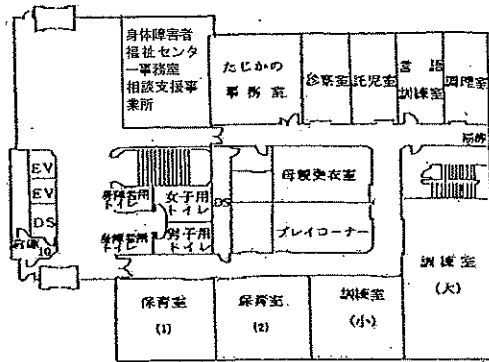 身体障害者
福祉センタ
ー事務室
相談支援事
業所
たじかの
事務室
診察室
託児室
言語
訓練室
調理室
EV
EV
DS
身障者用
トイレ
女子用
トイレ
身障者用
トイレ
男子用
トイレ
DS
母親更衣室
プレイコーナー
訓練室
(大)
保育室
(1)
保育室
(2)
訓練室
(小)